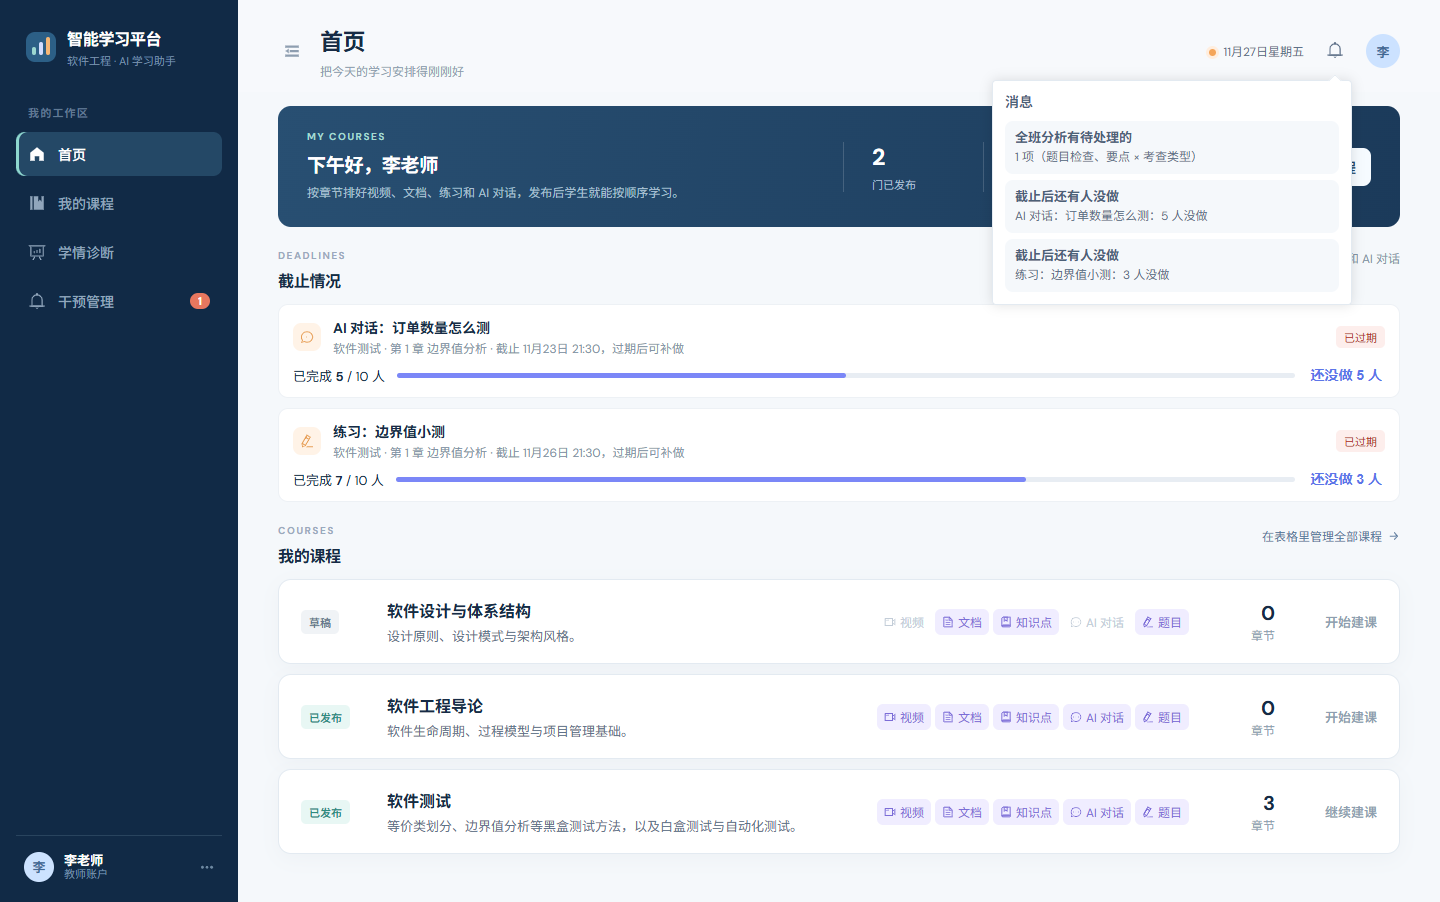 智能学习平台
软件工程 · AI 学习助手
我的工作区
首页
我的课程
学情诊断
干预管理
1
李
李老师
教师账户
首页
把今天的学习安排得刚刚好
11月27日星期五
李
MY COURSES
下午好，李老师
按章节排好视频、文档、练习和 AI 对话，发布后学生就能按顺序学习。
2
门已发布
消息
全班分析有待处理的
1 项（题目检查、要点 × 考查类型）
截止后还有人没做
AI 对话：订单数量怎么测：5 人没做
截止后还有人没做
练习：边界值小测：3 人没做
DEADLINES
截止情况
和 AI 对话
AI 对话：订单数量怎么测
软件测试 · 第 1 章 边界值分析 · 截止 11月23日 21:30，过期后可补做
已过期
已完成 5 / 10 人
还没做 5 人
练习：边界值小测
软件测试 · 第 1 章 边界值分析 · 截止 11月26日 21:30，过期后可补做
已过期
已完成 7 / 10 人
还没做 3 人
COURSES
我的课程
在表格里管理全部课程
草稿
软件设计与体系结构
设计原则、设计模式与架构风格。
视频 文档 知识点 AI 对话 题目
0
章节
开始建课
已发布
软件工程导论
软件生命周期、过程模型与项目管理基础。
视频 文档 知识点 AI 对话 题目
0
章节
开始建课
已发布
软件测试
等价类划分、边界值分析等黑盒测试方法，以及白盒测试与自动化测试。
视频 文档 知识点 AI 对话 题目
3
章节
继续建课